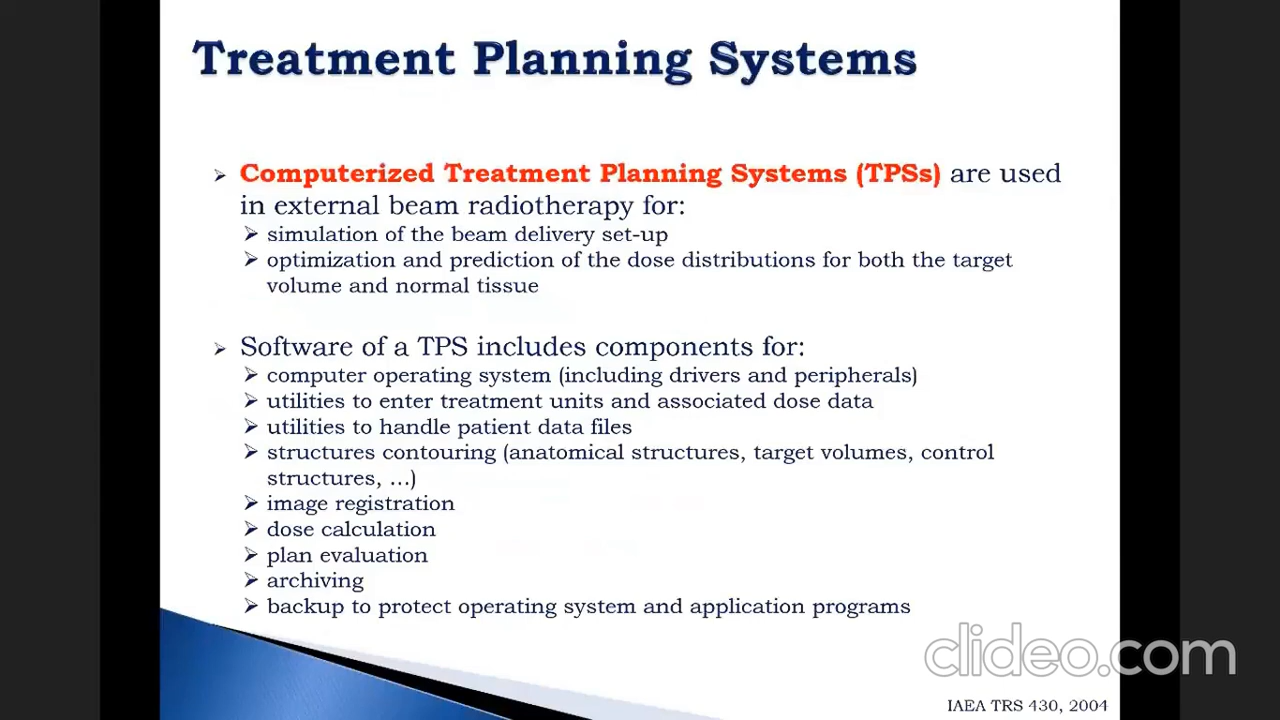 Treatment Planning Systems
Computerized Treatment Planning Systems (TPSs) are used
in external beam radiotherapy for:
simulation of the beam delivery set-up
optimization and prediction of the dose distributions for both the target
volume and normal tissue
Software of a TPS includes components for:
computer operating system (including drivers and peripherals)
utilities to enter treatment units and associated dose data
utilities to handle patient data files
structures contouring (anatomical structures, target volumes, control
structures, ...)
image registration
dose calculation
plan evaluation
archiving
backup to protect operating system and application programs
clideo.com
IAEA TRS 430, 2004